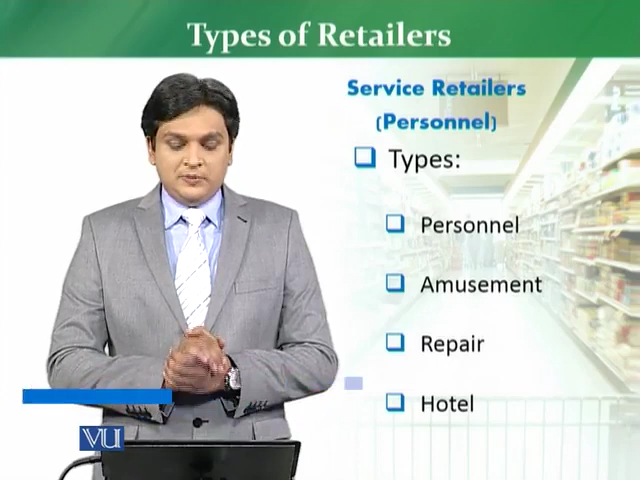 Types of Retailers
Service Retailers
(Personnel)
Types:
Personnel
Amusement
Repair
Hotel
VU